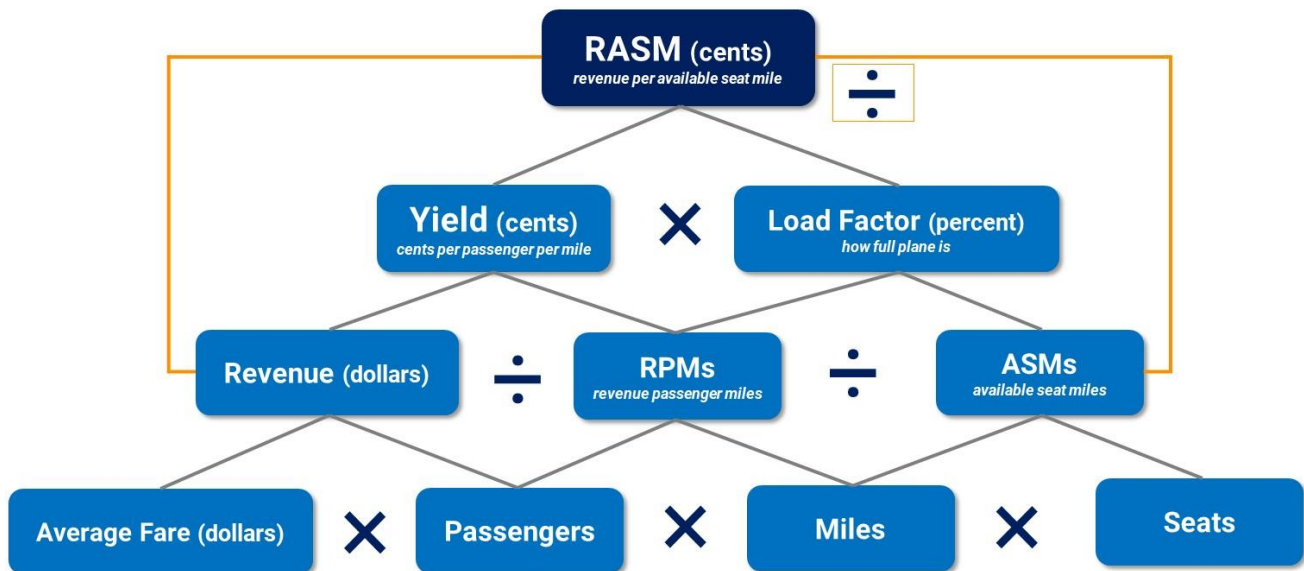 RASM (cents)
revenue per available seat mile
÷
Yield (cents)
cents per passenger per mile
×
Load Factor (percent)
how full plane is
Revenue (dollars)
÷
RPMs
revenue passenger miles
÷
ASMs
available seat miles
Average Fare (dollars)
×
Passengers
×
Miles
×
Seats